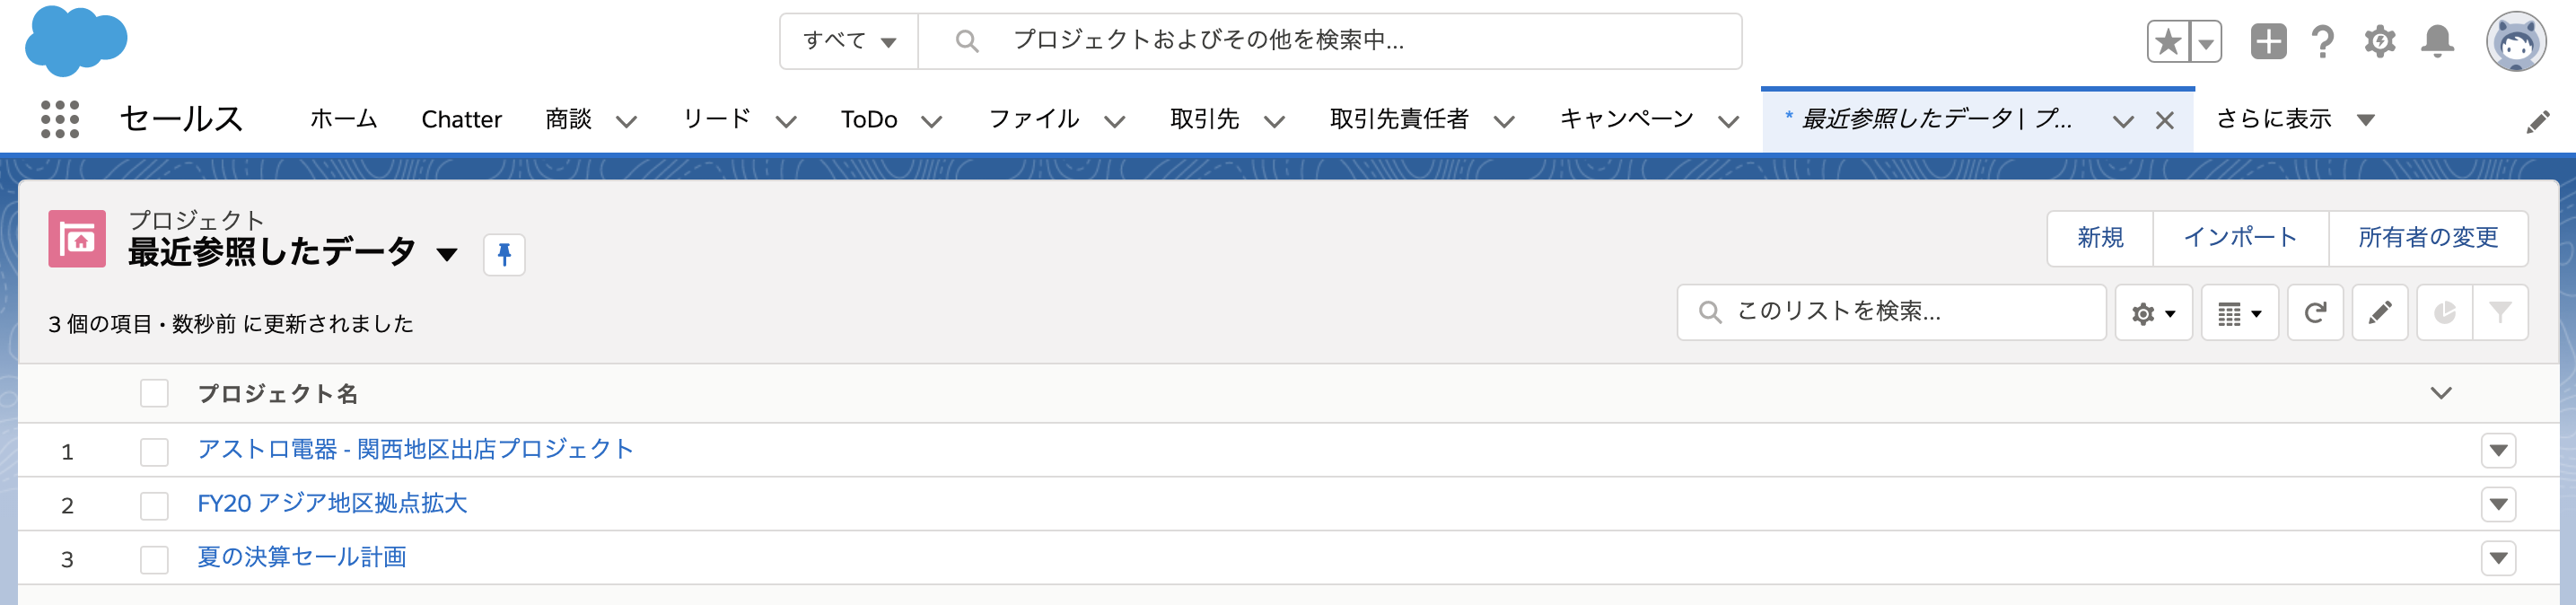 すべて
プロジェクトおよびその他を検索中...
セールス ホーム Chatter 商談 リード ToDo ファイル 取引先 取引先責任者 キャンペーン * 最近参照したデータ | プ... さらに表示
プロジェクト
最近参照したデータ
新規 インポート 所有者の変更
3 個の項目・数秒前 に更新されました
このリストを検索...
プロジェクト名
1 アストロ電器 - 関西地区出店プロジェクト
2 FY20 アジア地区拠点拡大
3 夏の決算セール計画